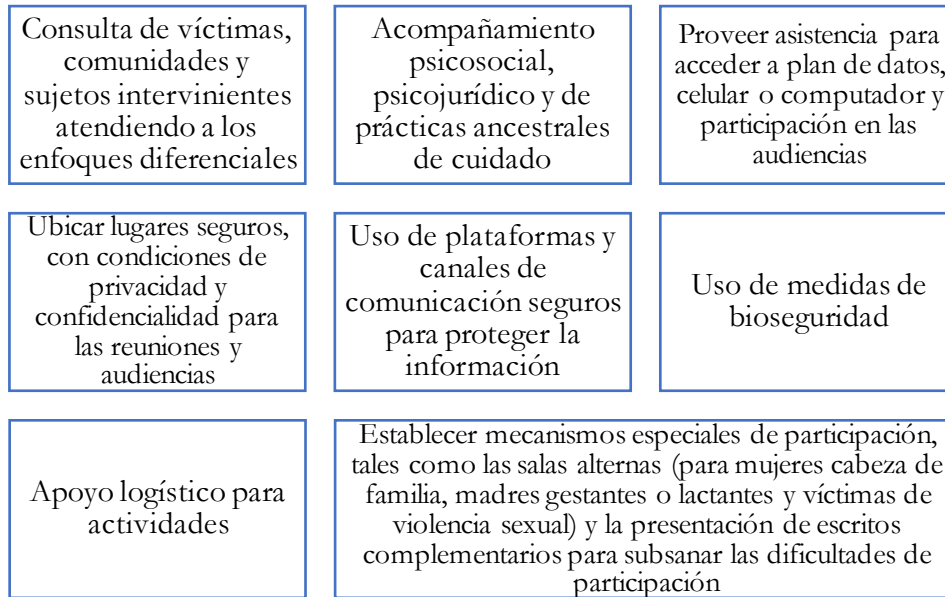 Consulta de víctimas,
comunidades y
sujetos intervinientes
atendiendo a los
enfoques diferenciales
Acompañamiento
psicosocial,
psicojurídico y de
prácticas ancestrales
de cuidado
Proveer asistencia para
acceder a plan de datos,
celular o computador y
participación en las
audiencias
Ubicar lugares seguros,
con condiciones de
privacidad y
confidencialidad para
las reuniones y
audiencias
Uso de plataformas y
canales de
comunicación seguros
para proteger la
información
Uso de medidas de
bioseguridad
Apoyo logístico para
actividades
Establecer mecanismos especiales de participación,
tales como las salas alternas (para mujeres cabeza de
familia, madres gestantes o lactantes y víctimas de
violencia sexual) y la presentación de escritos
complementarios para subsanar las dificultades de
participación